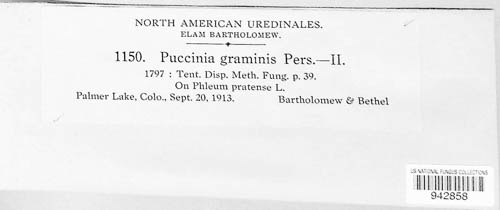 NORTH AMERICAN UREDINALES.
ELAM BARTHOLOMEW.
1150. Puccinia graminis Pers.—II.
1797 : Tent. Disp. Meth. Fung. p. 39.
On Phleum pratense L.
Palmer Lake, Colo., Sept. 20, 1913. Bartholomew & Bethel
US NATIONAL FUNGUS COLLECTIONS
942858